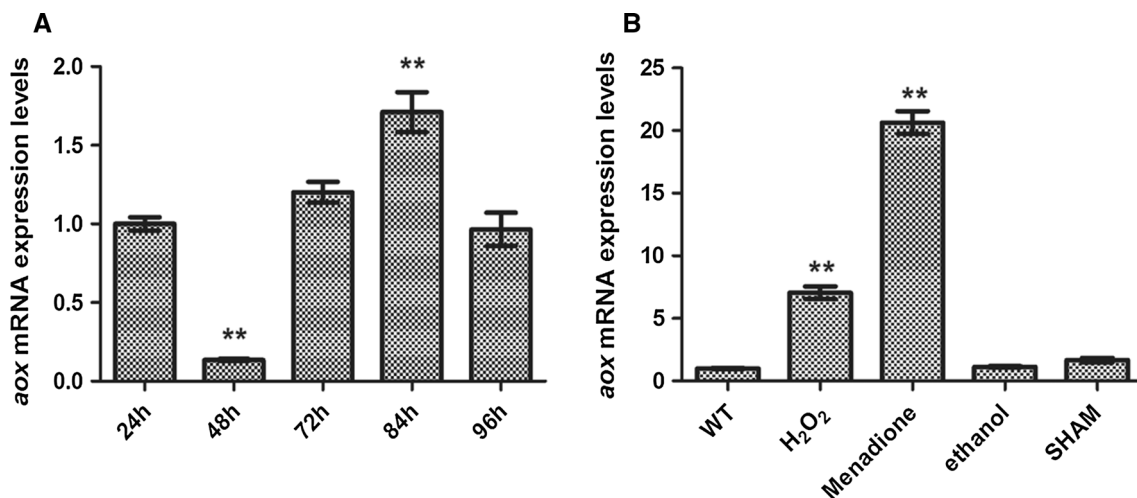 A
aox mRNA expression levels
2.0
1.5
1.0
0.5
0.0
**
**
24h
48h
72h
84h
96h
B
aox mRNA expression levels
25
20
15
10
5
0
**
**
WT
H₂O₂
Menadione
ethanol
SHAM